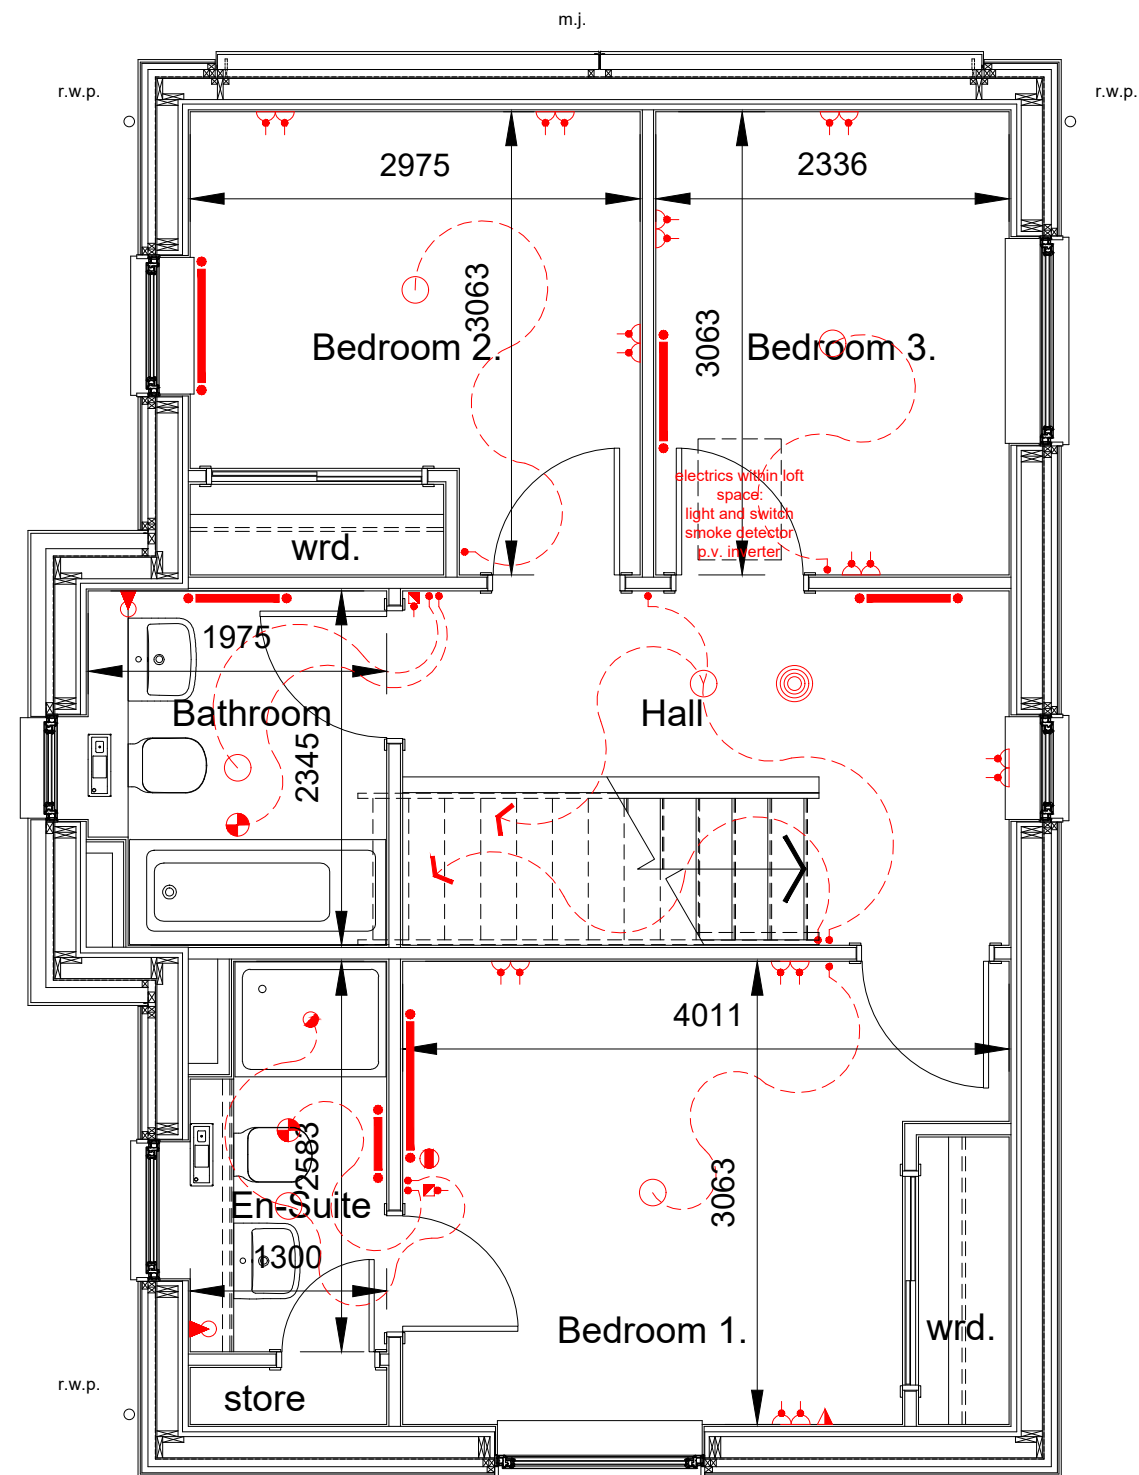 m.j.
r.w.p.
r.w.p.
2975
2336
3063
3063
Bedroom 2.
Bedroom 3.
electrics within loft
space:
light and switch
smoke detector
p.v. inverter
wrd.
1975
Bathroom
2345
Hall
4011
2583
3063
En-Suite
1300
Bedroom 1.
wrd.
r.w.p.
store